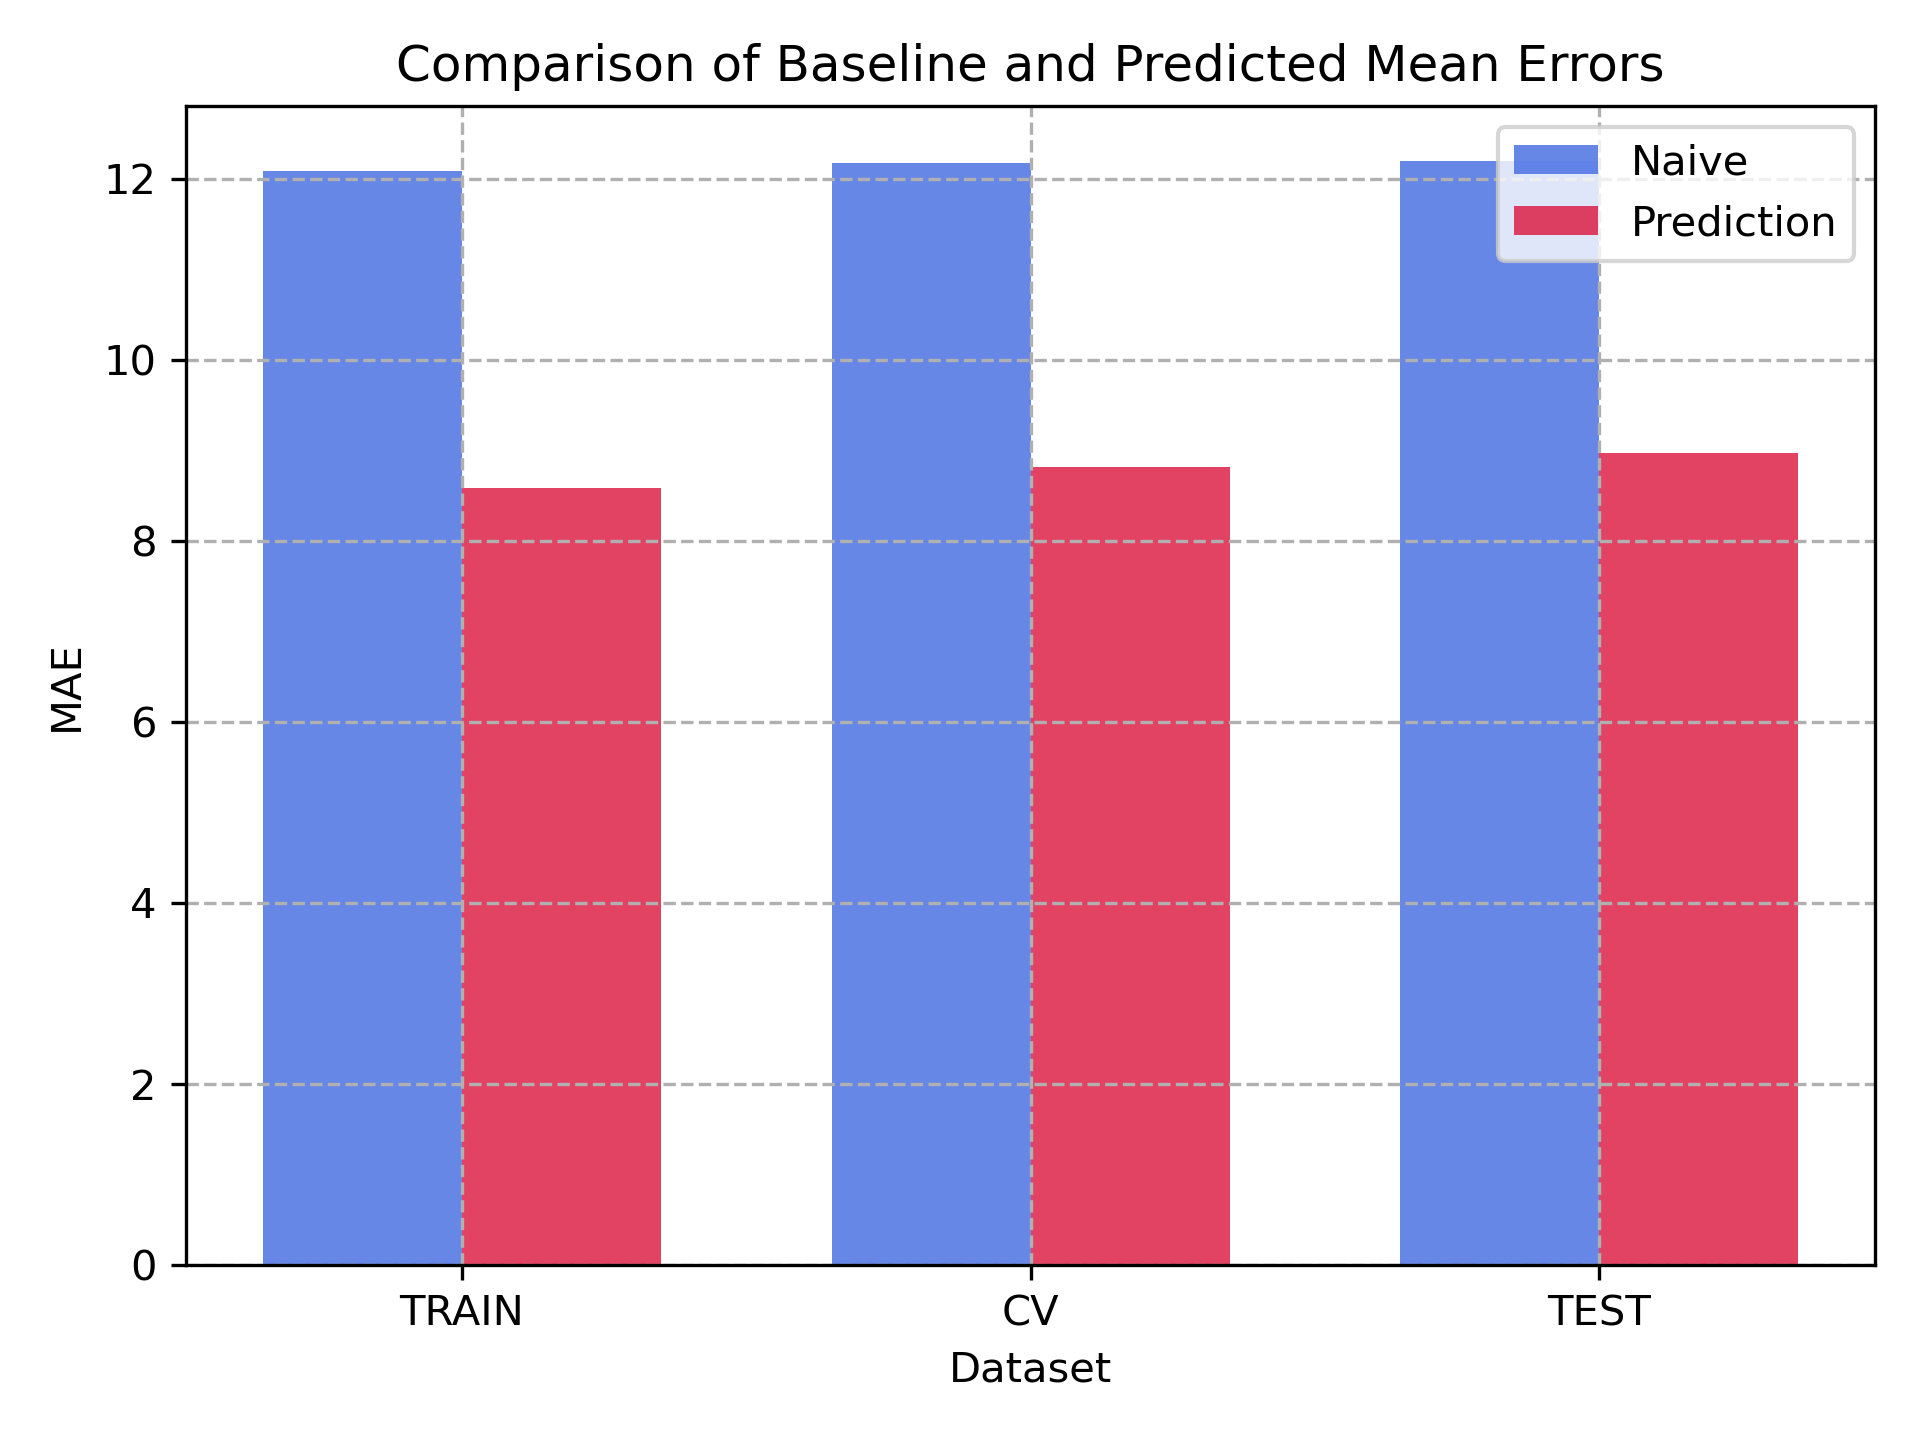 Comparison of Baseline and Predicted Mean Errors
Naive
Prediction
12
10
8
6
4
2
0
MAE
TRAIN
CV
TEST
Dataset